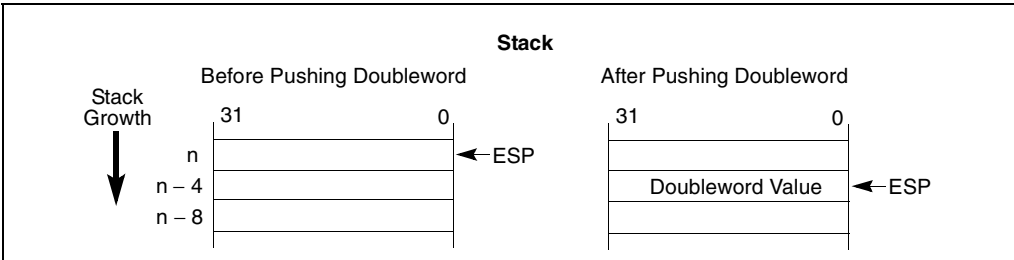 Stack
Before Pushing Doubleword
After Pushing Doubleword
Stack
Growth
31 0
31 0
n
ESP
n – 4
Doubleword Value
ESP
n – 8